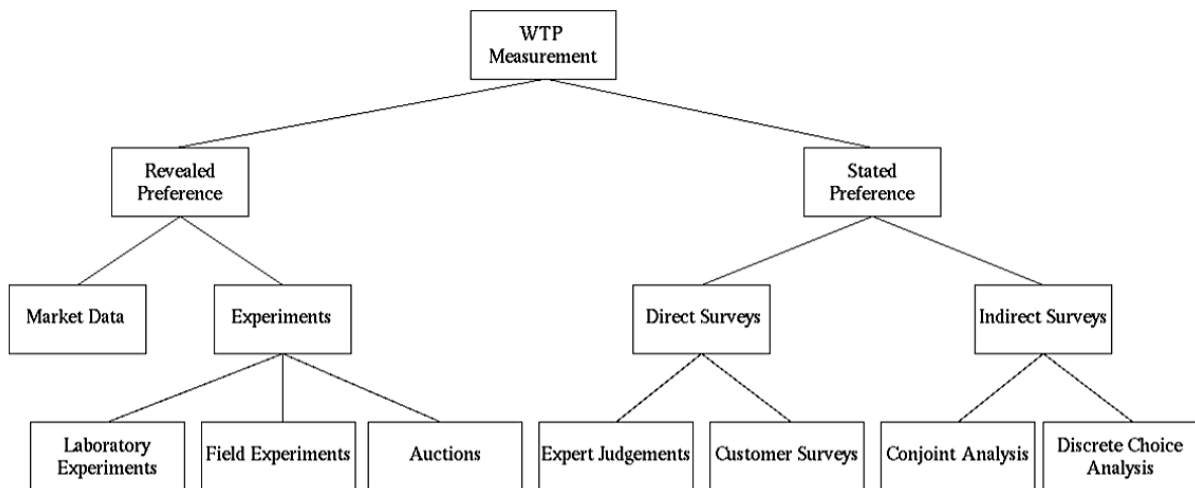 WTP
Measurement
Revealed
Preference
Stated
Preference
Market Data
Experiments
Direct Surveys
Indirect Surveys
Laboratory
Experiments
Field Experiments
Auctions
Expert Judgements
Customer Surveys
Conjoint Analysis
Discrete Choice
Analysis